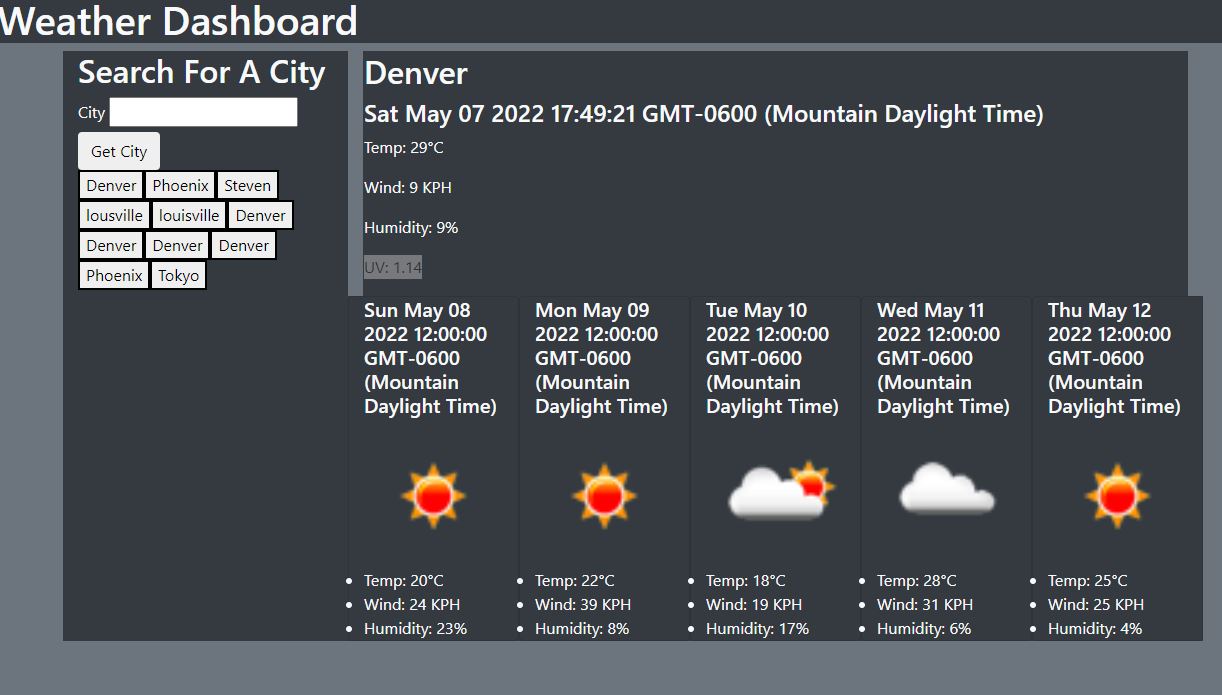 Weather Dashboard
Search For A City
City
Get City
Denver Phoenix Steven
lousville louisville Denver
Denver Denver Denver
Phoenix Tokyo
Denver
Sat May 07 2022 17:49:21 GMT-0600 (Mountain Daylight Time)
Temp: 29°C
Wind: 9 KPH
Humidity: 9%
UV: 1.14
Sun May 08
2022 12:00:00
GMT-0600
(Mountain
Daylight Time)
Temp: 20°C
Wind: 24 KPH
Humidity: 23%
Mon May 09
2022 12:00:00
GMT-0600
(Mountain
Daylight Time)
Temp: 22°C
Wind: 39 KPH
Humidity: 8%
Tue May 10
2022 12:00:00
GMT-0600
(Mountain
Daylight Time)
Temp: 18°C
Wind: 19 KPH
Humidity: 17%
Wed May 11
2022 12:00:00
GMT-0600
(Mountain
Daylight Time)
Temp: 28°C
Wind: 31 KPH
Humidity: 6%
Thu May 12
2022 12:00:00
GMT-0600
(Mountain
Daylight Time)
Temp: 25°C
Wind: 25 KPH
Humidity: 4%